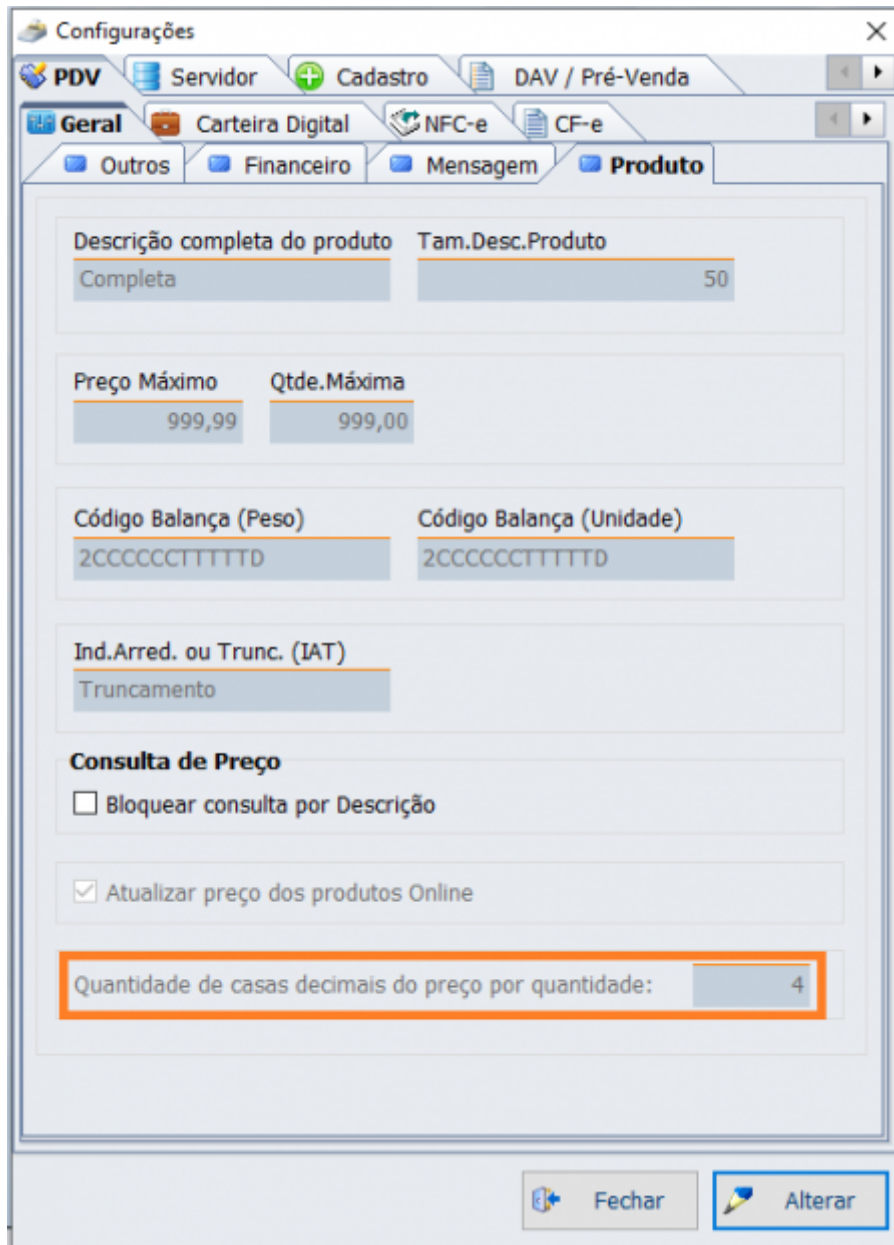 Configurações
PDV Servidor Cadastro DAV / Pré-Venda
Geral Carteira Digital NFC-e CF-e
Outros Financeiro Mensagem Produto
Descrição completa do produto Tam.Desc.Produto
Completa 50
Preço Máximo Qtde.Máxima
999,99 999,00
Código Balança (Peso) Código Balança (Unidade)
2CCCCCCTTTTTD 2CCCCCCTTTTTD
Ind.Arred. ou Trunc. (IAT)
Truncamento
Consulta de Preço
Bloquear consulta por Descrição
Atualizar preço dos produtos Online
Quantidade de casas decimais do preço por quantidade: 4
Fechar Alterar